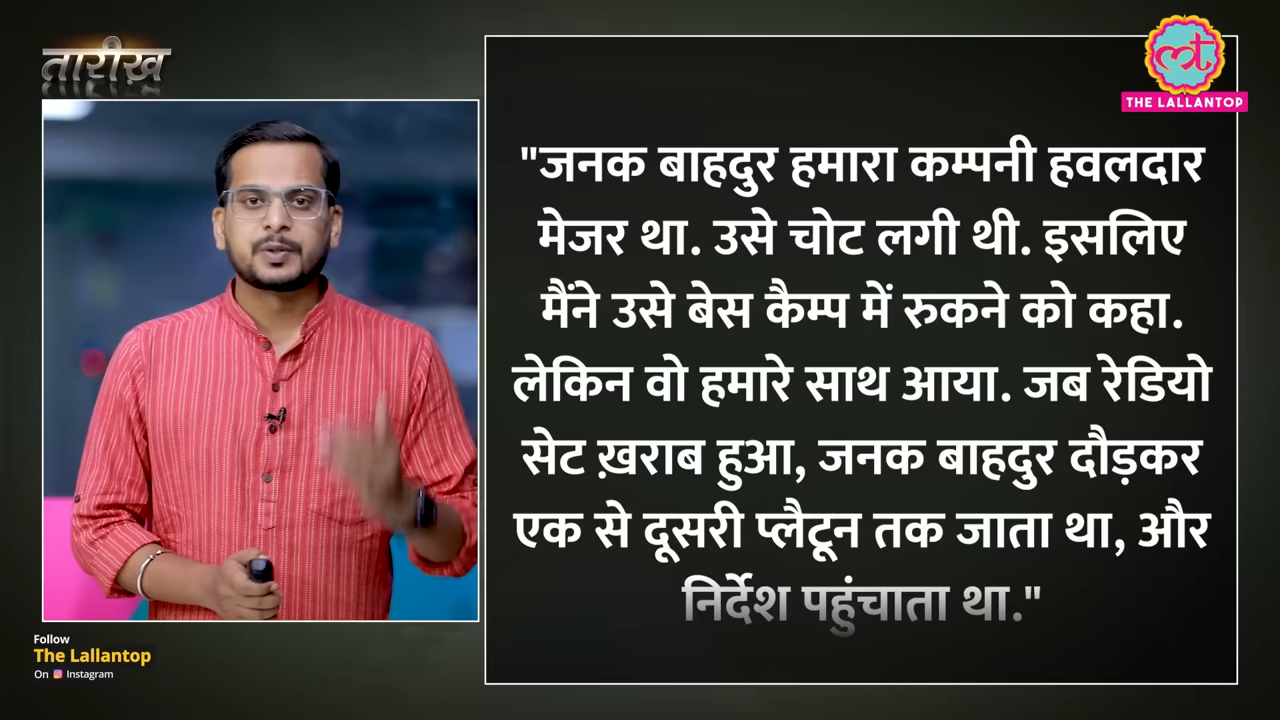 तारीख़
lt
THE LALLANTOP
"जनक बाहदुर हमारा कम्पनी हवलदार
मेजर था. उसे चोट लगी थी. इसलिए
मैंने उसे बेस कैम्प में रुकने को कहा.
लेकिन वो हमारे साथ आया. जब रेडियो
सेट ख़राब हुआ, जनक बाहदुर दौड़कर
एक से दूसरी प्लैटून तक जाता था, और
निर्देश पहुंचाता था."
Follow
The Lallantop
On Instagram